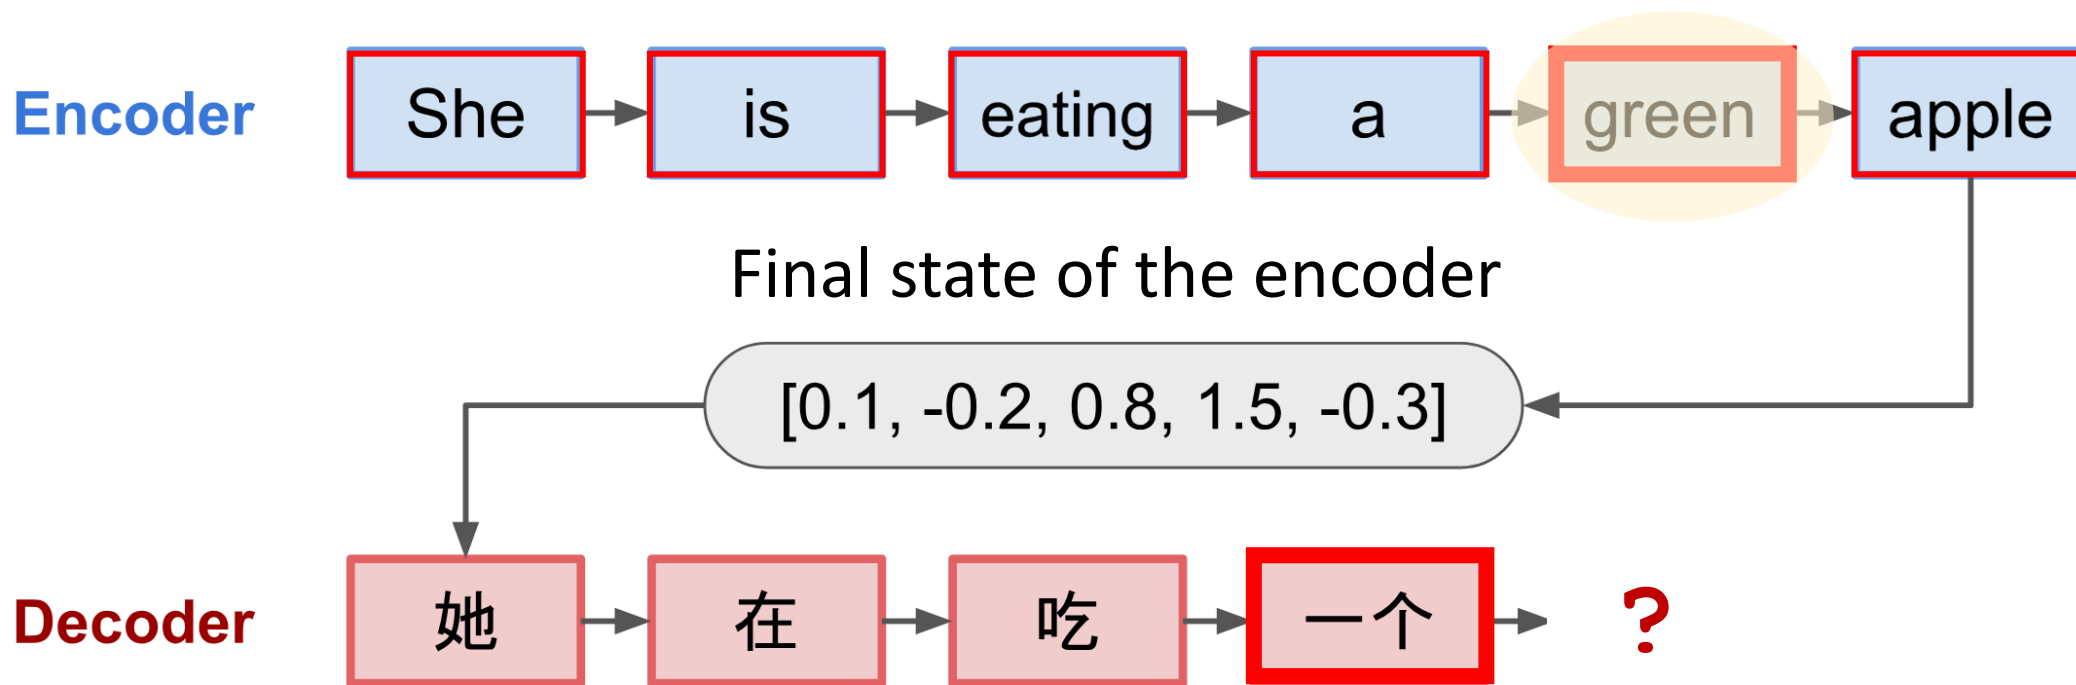 Encoder She is eating a green apple
Final state of the encoder
[0.1, -0.2, 0.8, 1.5, -0.3]
Decoder 她 在 吃 一个 ?